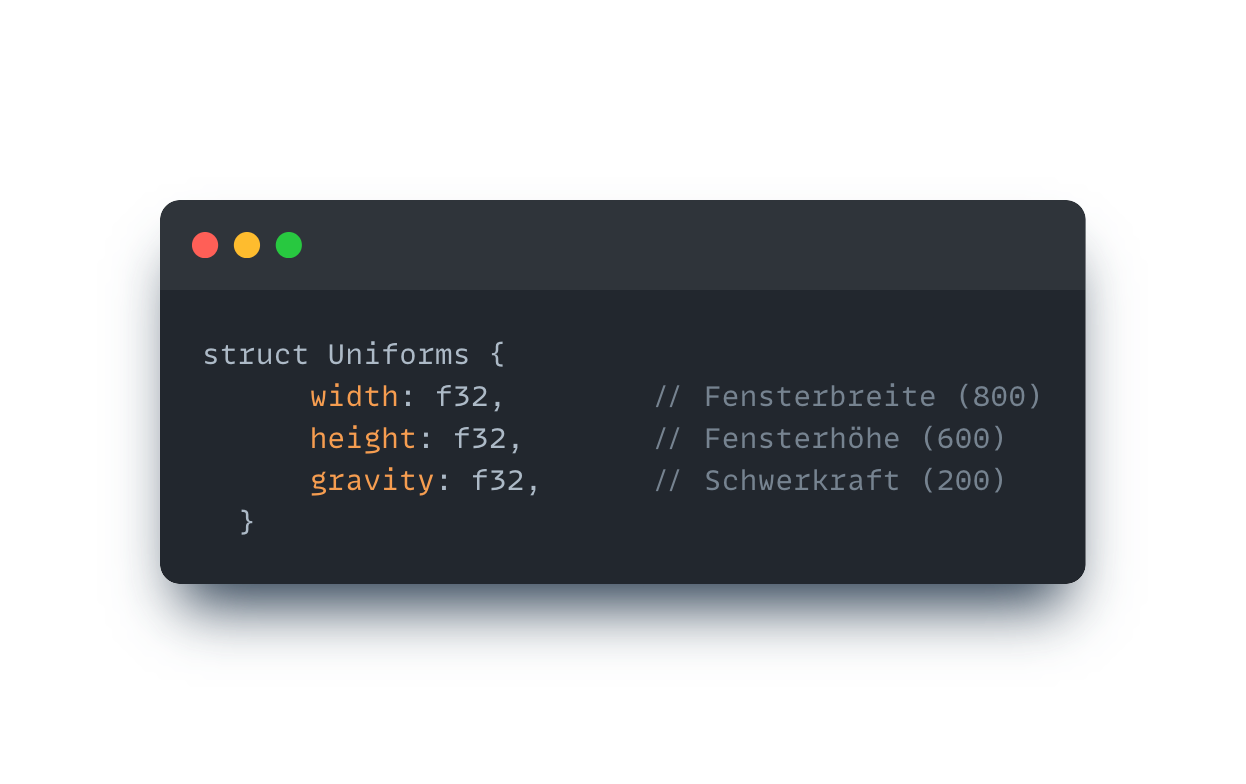 struct Uniforms {
      width: f32,        // Fensterbreite (800)
      height: f32,       // Fensterhöhe (600)
      gravity: f32,      // Schwerkraft (200)
  }